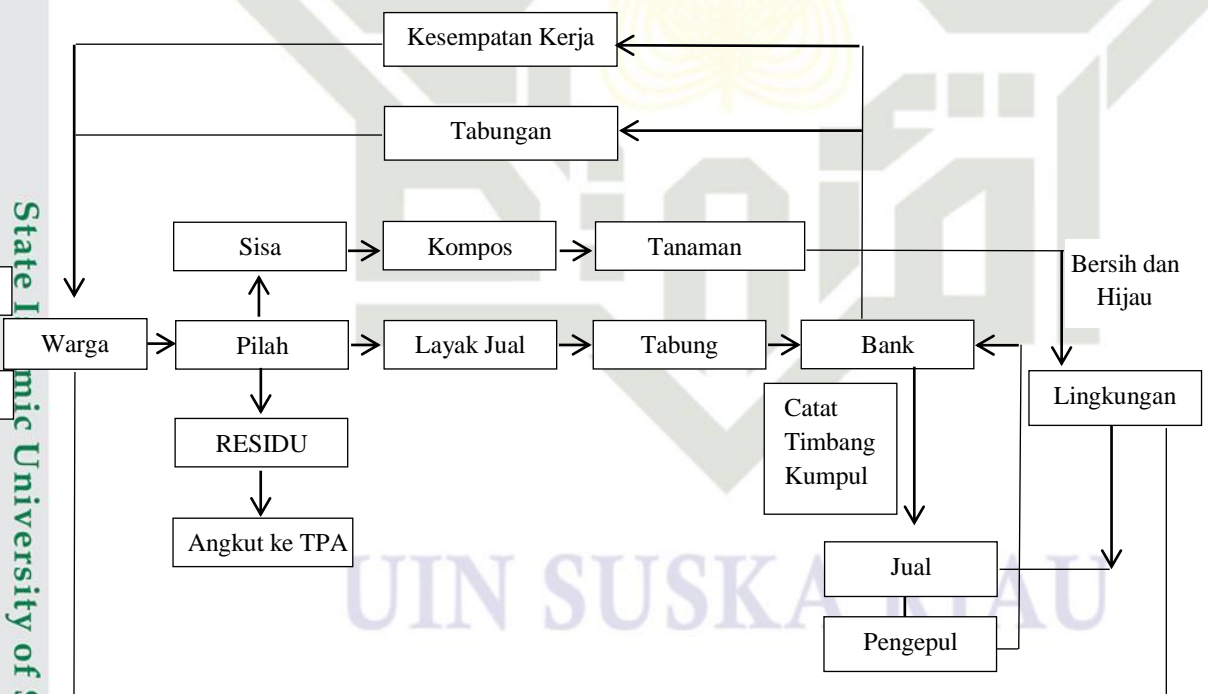 Kesempatan Kerja
Tabungan
Sisa
Kompos
Tanaman
Bersih dan
Hijau
Warga
Pilah
Layak Jual
Tabung
Bank
Lingkungan
RESIDU
Catat
Timbang
Kumpul
Angkut ke TPA
Jual
Pengepul
UIN SUSKA RIAU
State I mic University of S